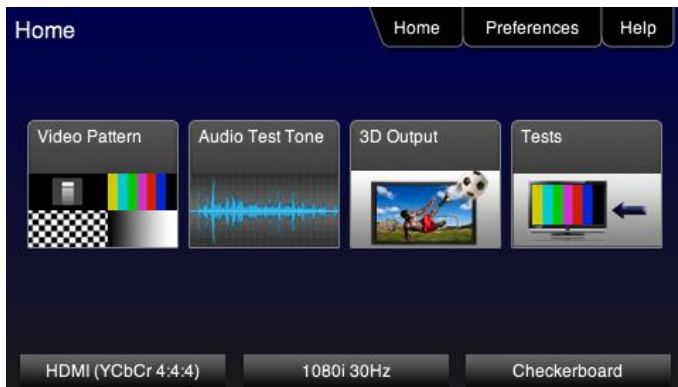 Home
Home
Preferences
Help
Video Pattern
Audio Test Tone
3D Output
Tests
HDMI (YCbCr 4:4:4)
1080i 30Hz
Checkerboard